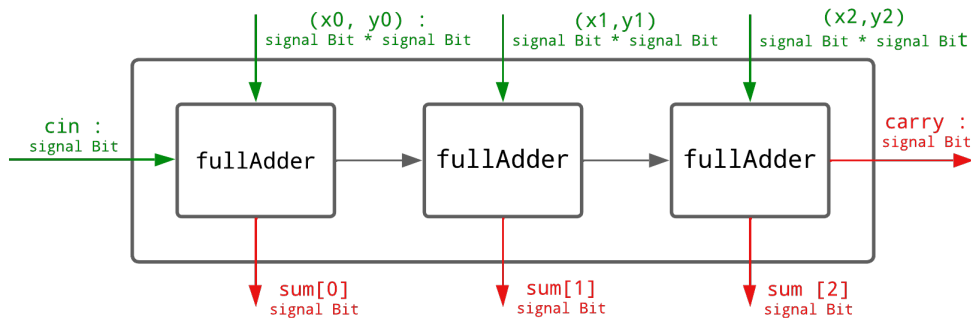 (x0, y0) :
signal Bit * signal Bit
(x1,y1)
signal Bit * signal Bit
(x2,y2)
signal Bit * signal Bit
cin :
signal Bit
fullAdder
fullAdder
fullAdder
carry :
signal Bit
sum[0]
signal Bit
sum[1]
signal Bit
sum [2]
signal Bit